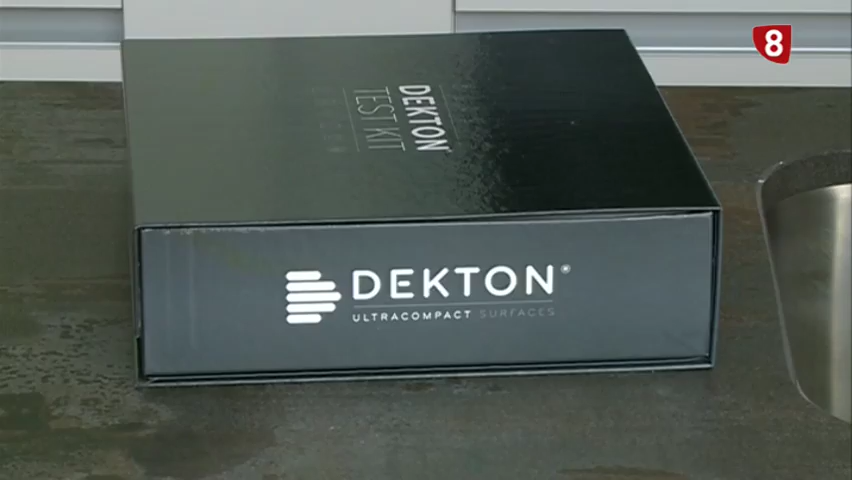 8
DEKTON
TEST KIT
DEKTON®
ULTRACOMPACT SURFACES